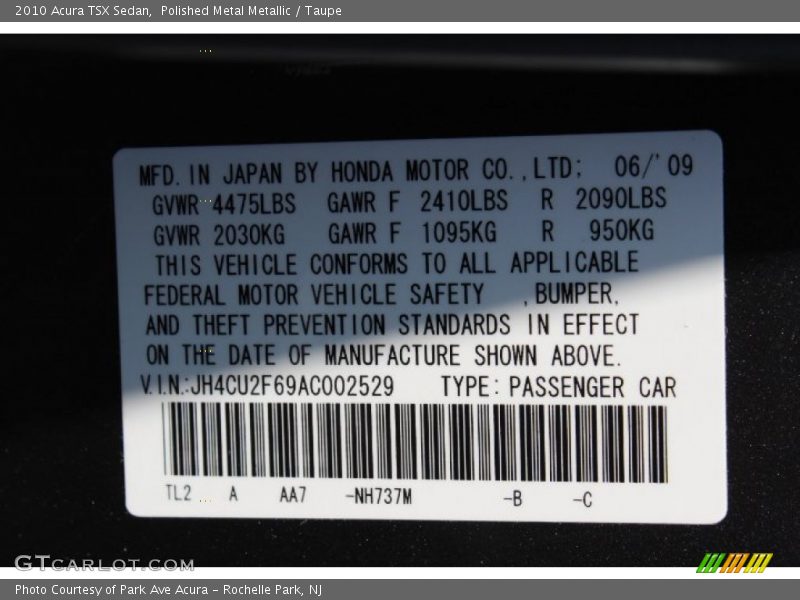 2010 Acura TSX Sedan,  Polished Metal Metallic / Taupe
MFD. IN JAPAN BY HONDA MOTOR CO., LTD; 06/'09
GVWR 4475LBS GAWR F 2410LBS R 2090LBS
GVWR 2030KG GAWR F 1095KG R 950KG
THIS VEHICLE CONFORMS TO ALL APPLICABLE
FEDERAL MOTOR VEHICLE SAFETY , BUMPER,
AND THEFT PREVENTION STANDARDS IN EFFECT
ON THE DATE OF MANUFACTURE SHOWN ABOVE.
V.I.N.:JH4CU2F69AC002529 TYPE: PASSENGER CAR
TL2 A AA7 -NH737M -B -C
GTCARLOT.COM
Photo Courtesy of Park Ave Acura – Rochelle Park, NJ